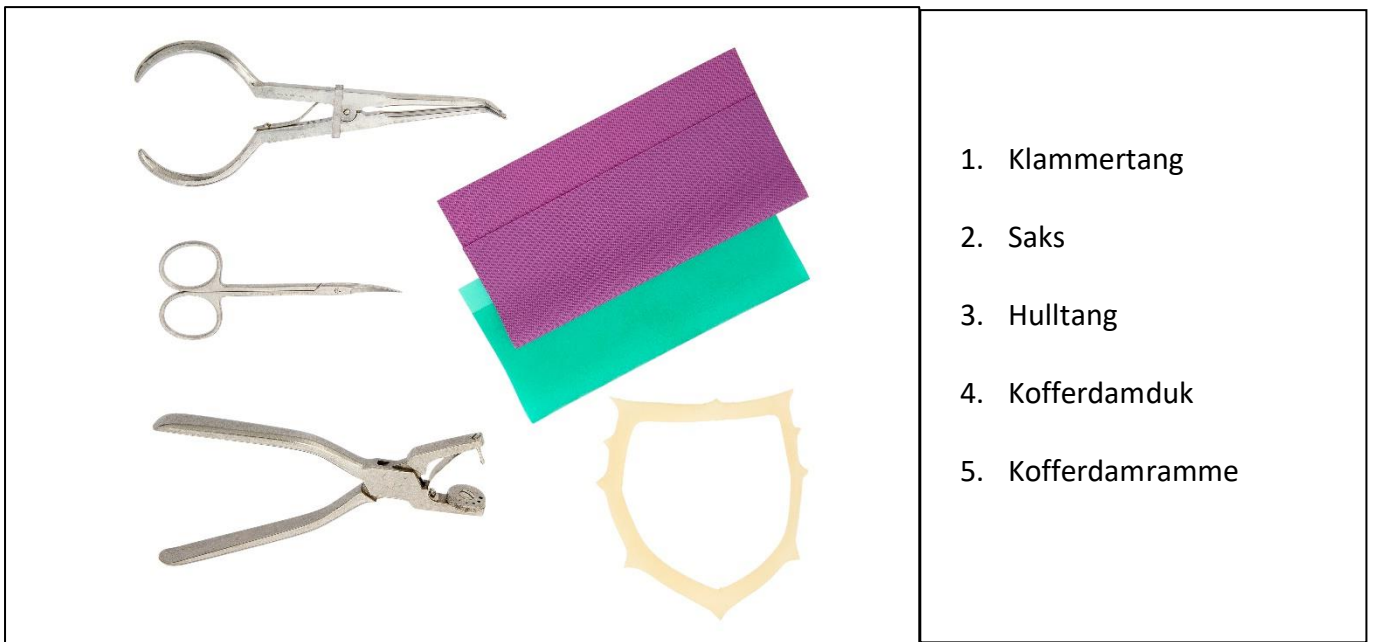 1. Klammertang
2. Saks
3. Hulltang
4. Kofferdamduk
5. Kofferdamramme